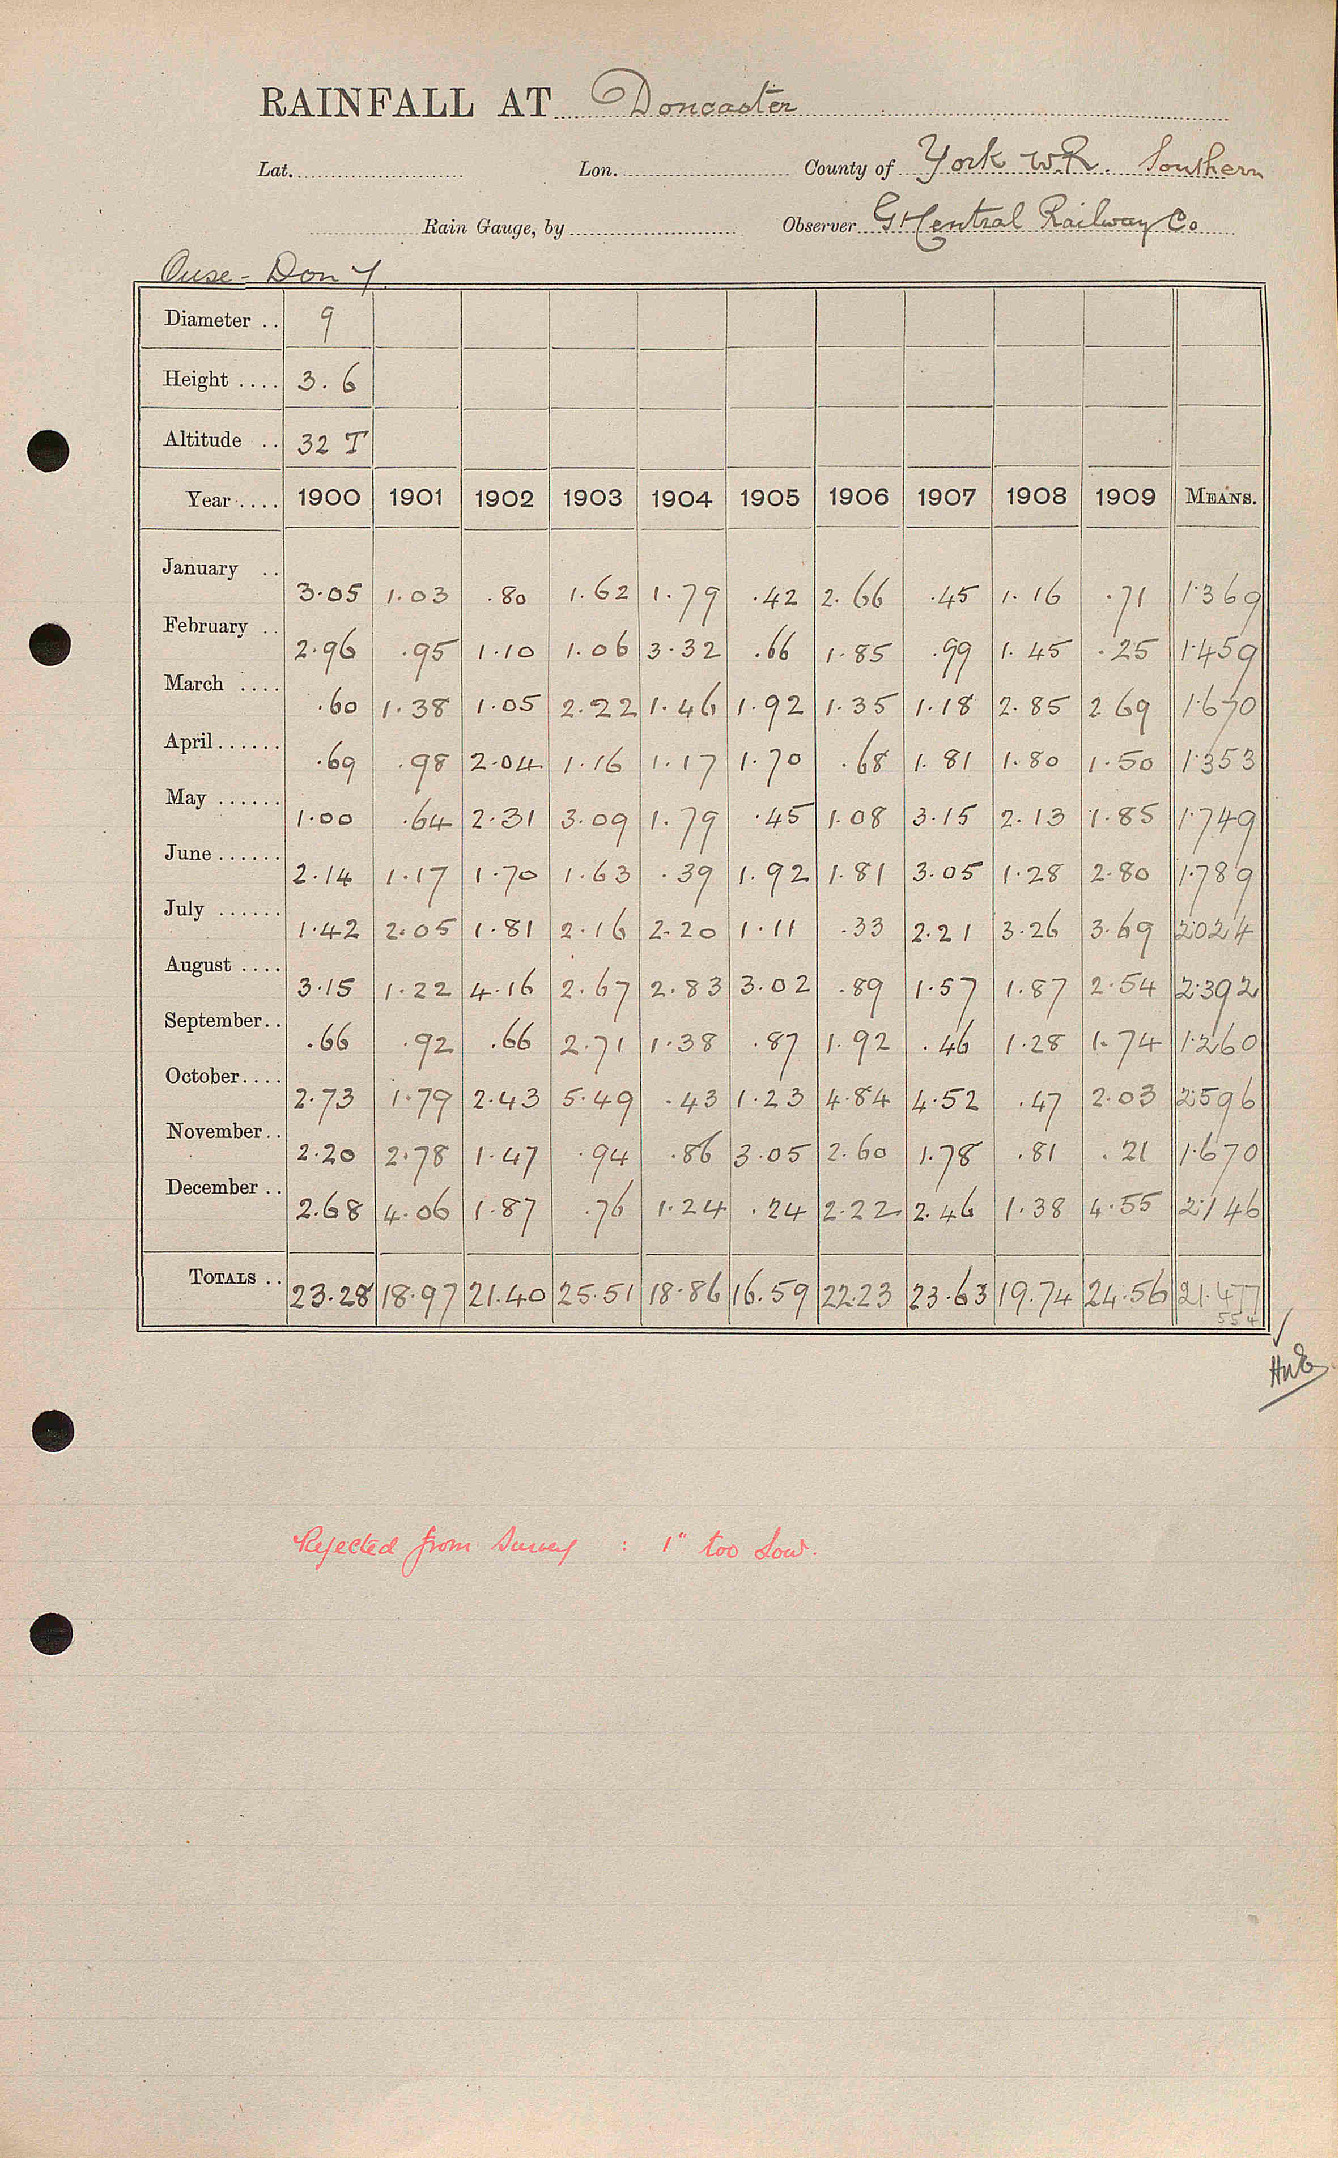 RAINFALL AT Doncaster
Lat. Lon. County of York W.R. Southern
Rain Gauge, by Observer Gt Central Railway Co
Ouse - Don
Diameter .. 9
Height .... 3.6
Altitude .. 32 T
Year .... 1900 1901 1902 1903 1904 1905 1906 1907 1908 1909 MEANS.
January .. 3.05 1.03 .80 1.62 1.79 .42 2.66 .45 1.16 .71 1.369
February .. 2.96 .95 1.10 1.06 3.32 .66 1.85 .99 1.45 .25 1.459
March .... .60 1.38 1.05 2.22 1.46 1.92 1.35 1.18 2.85 2.69 1.670
April ...... .69 .98 2.04 1.16 1.17 1.70 .68 1.81 1.80 1.50 1.353
May ...... 1.00 .64 2.31 3.09 1.79 .45 1.08 3.15 2.13 1.85 1.749
June ...... 2.14 1.17 1.70 1.63 .39 1.92 1.81 3.05 1.28 2.80 1.789
July ...... 1.42 2.05 1.81 2.16 2.20 1.11 .33 2.21 3.26 3.69 2.024
August .... 3.15 1.22 4.16 2.67 2.83 3.02 .89 1.57 1.87 2.54 2.392
September.. .66 .92 .66 2.71 1.38 .87 1.92 .46 1.28 1.74 1.260
October.... 2.73 1.79 2.43 5.49 .43 1.23 4.84 4.52 .47 2.03 2.596
November.. 2.20 2.78 1.47 .94 .86 3.05 2.60 1.78 .81 .21 1.670
December .. 2.68 4.06 1.87 .76 1.24 .24 2.22 2.46 1.38 4.55 2.146
TOTALS .. 23.28 18.97 21.40 25.51 18.86 16.59 22.23 23.63 19.74 24.56 21.477
554
Rejected from Survey : 1" too low.